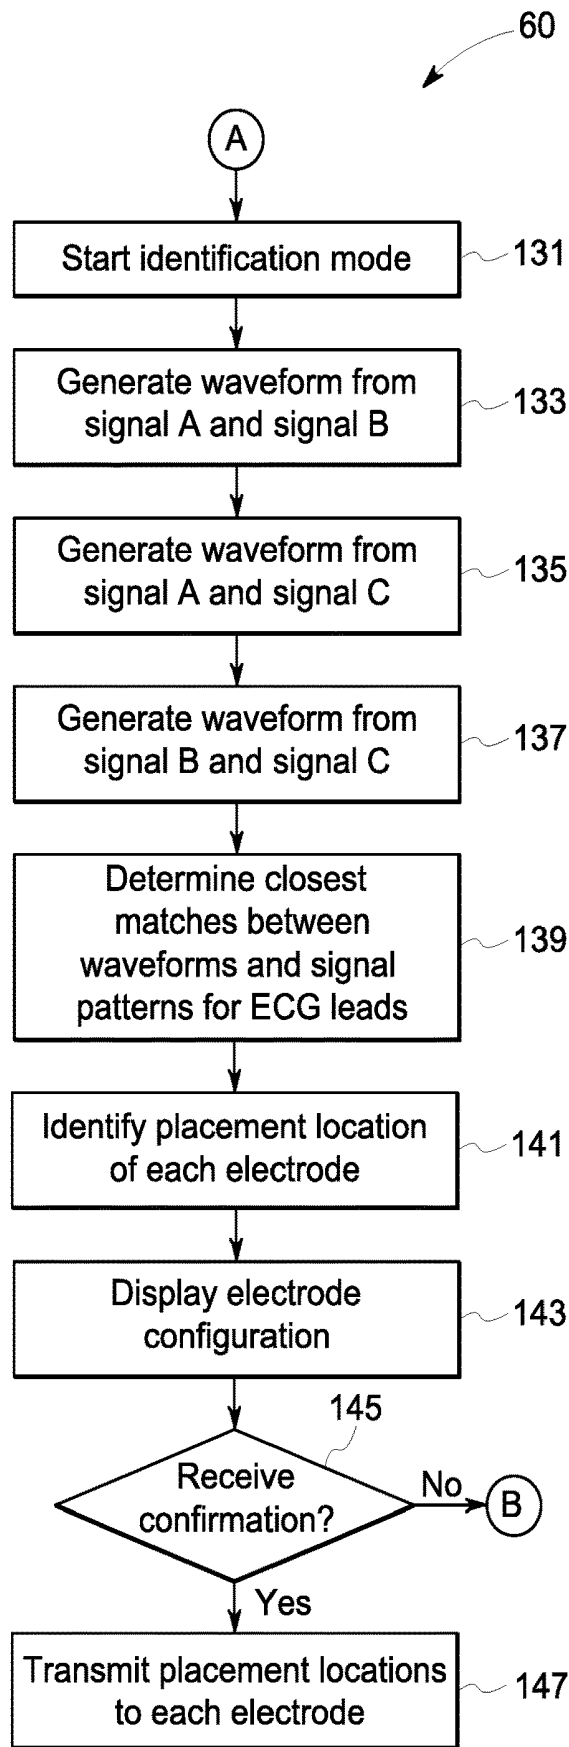 60
A
Start identification mode
131
Generate waveform from
signal A and signal B
133
Generate waveform from
signal A and signal C
135
Generate waveform from
signal B and signal C
137
Determine closest
matches between
waveforms and signal
patterns for ECG leads
139
Identify placement location
of each electrode
141
Display electrode
configuration
143
145
Receive
confirmation?
No
B
Yes
Transmit placement locations
to each electrode
147